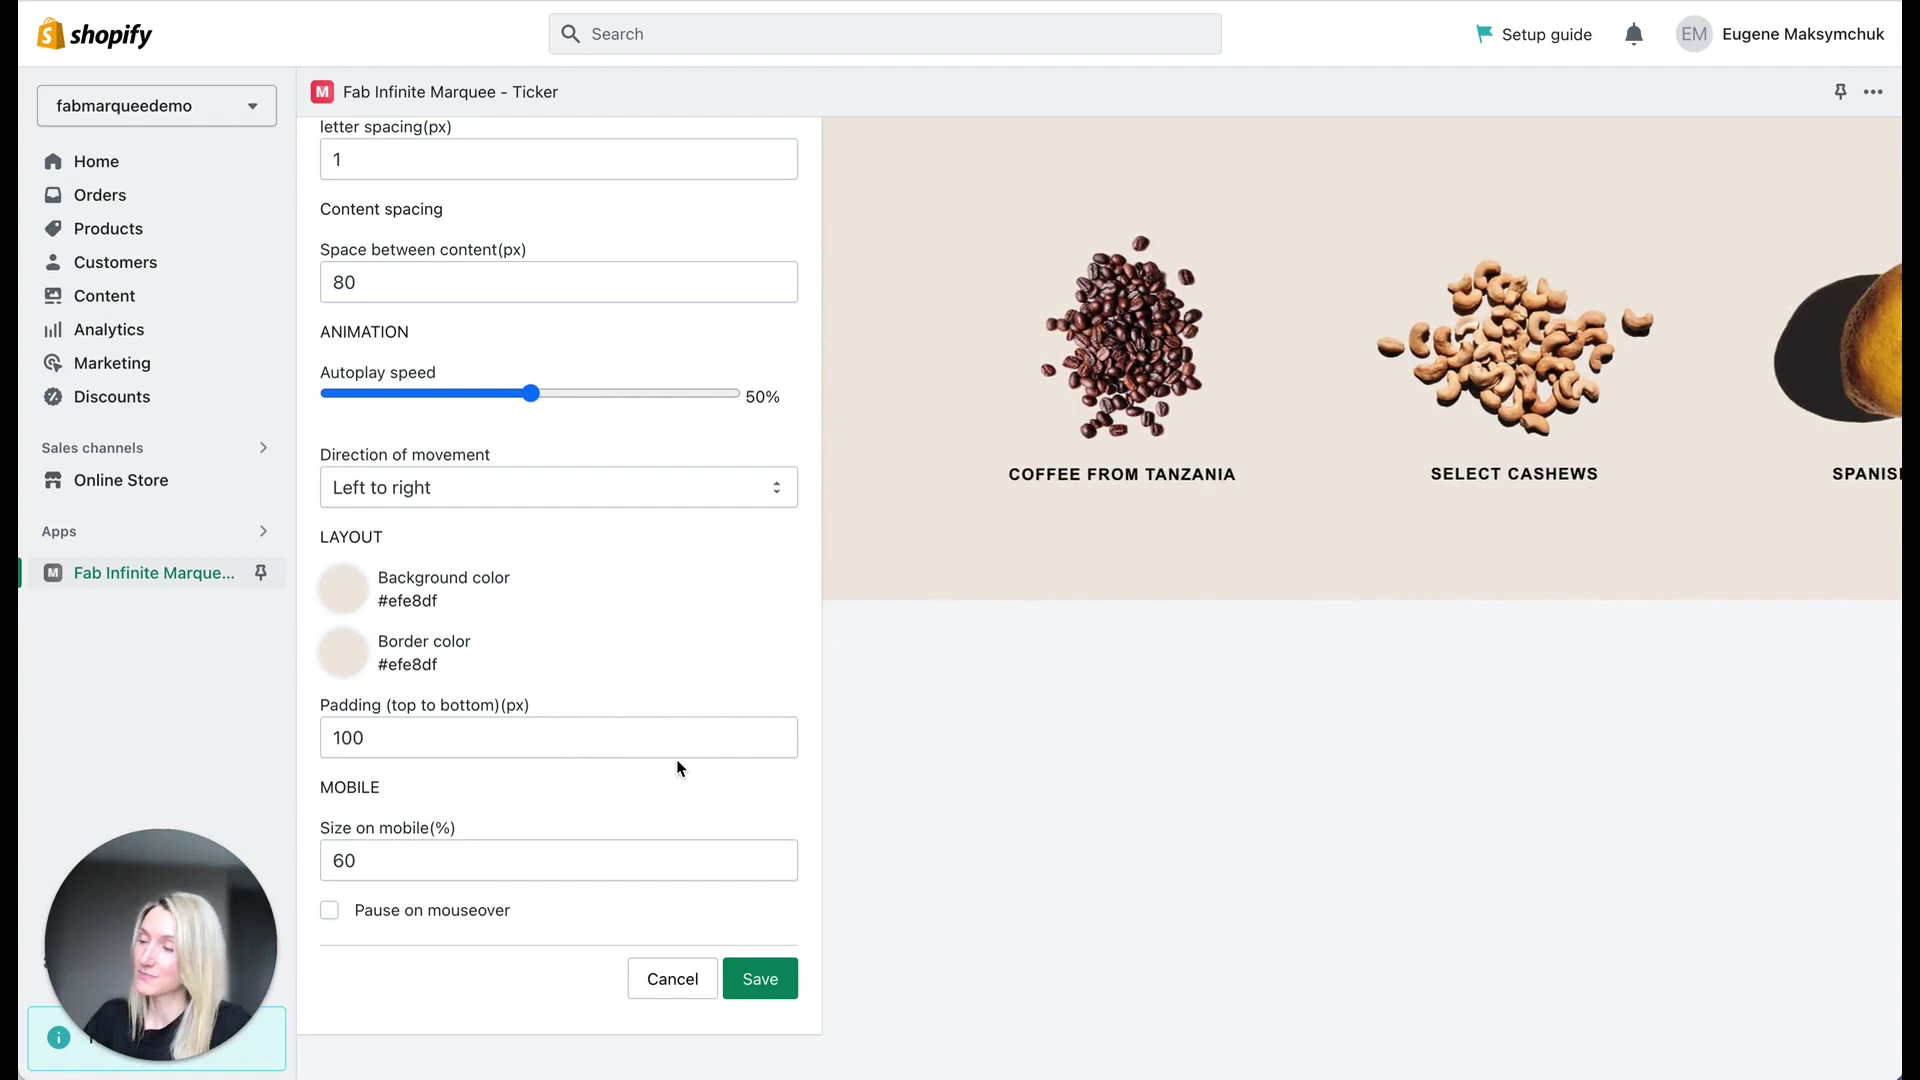 shopify
Search
Setup guide
EM
Eugene Maksymchuk
fabmarqueedemo
M
Fab Infinite Marquee - Ticker
Home
Orders
Products
Customers
Content
Analytics
Marketing
Discounts
Sales channels
Online Store
Apps
M
Fab Infinite Marque...
letter spacing(px)
1
Content spacing
Space between content(px)
80
ANIMATION
Autoplay speed
50%
Direction of movement
Left to right
LAYOUT
Background color
#efe8df
Border color
#efe8df
Padding (top to bottom)(px)
100
MOBILE
Size on mobile(%)
60
Pause on mouseover
Cancel
Save
COFFEE FROM TANZANIA
SELECT CASHEWS